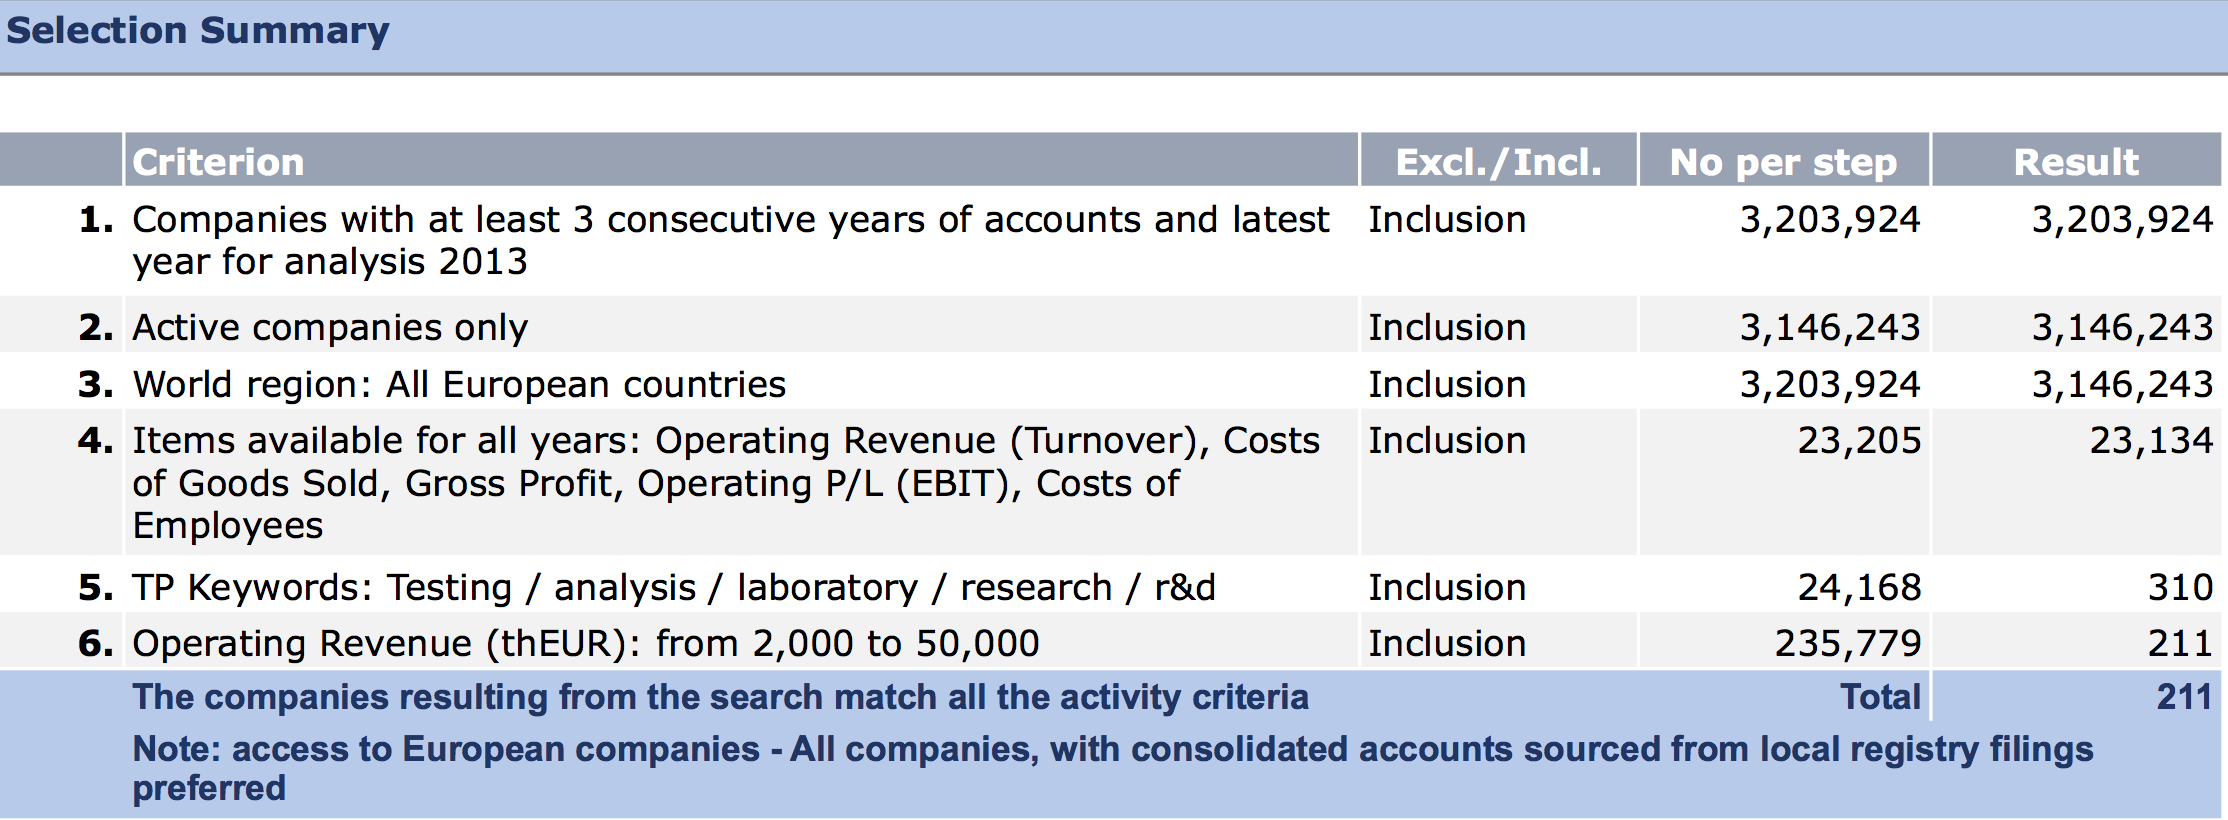 Selection Summary
Criterion Excl./Incl. No per step Result
1. Companies with at least 3 consecutive years of accounts and latest Inclusion 3,203,924 3,203,924
year for analysis 2013
2. Active companies only Inclusion 3,146,243 3,146,243
3. World region: All European countries Inclusion 3,203,924 3,146,243
4. Items available for all years: Operating Revenue (Turnover), Costs Inclusion 23,205 23,134
of Goods Sold, Gross Profit, Operating P/L (EBIT), Costs of
Employees
5. TP Keywords: Testing / analysis / laboratory / research / r&d Inclusion 24,168 310
6. Operating Revenue (thEUR): from 2,000 to 50,000 Inclusion 235,779 211
The companies resulting from the search match all the activity criteria Total 211
Note: access to European companies - All companies, with consolidated accounts sourced from local registry filings
preferred